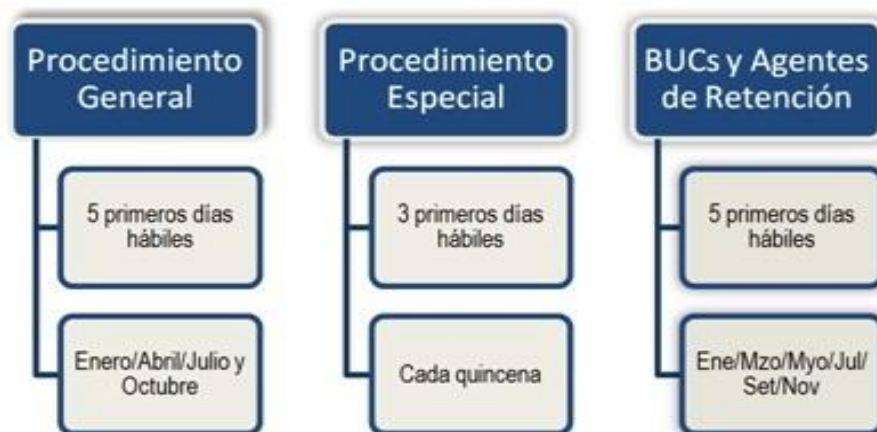 Procedimiento
General
5 primeros días
hábiles
Enero/Abril/Julio y
Octubre
Procedimiento
Especial
3 primeros días
hábiles
Cada quincena
BUCs y Agentes
de Retención
5 primeros días
hábiles
Ene/Mzo/Myo/Jul/
Set/Nov